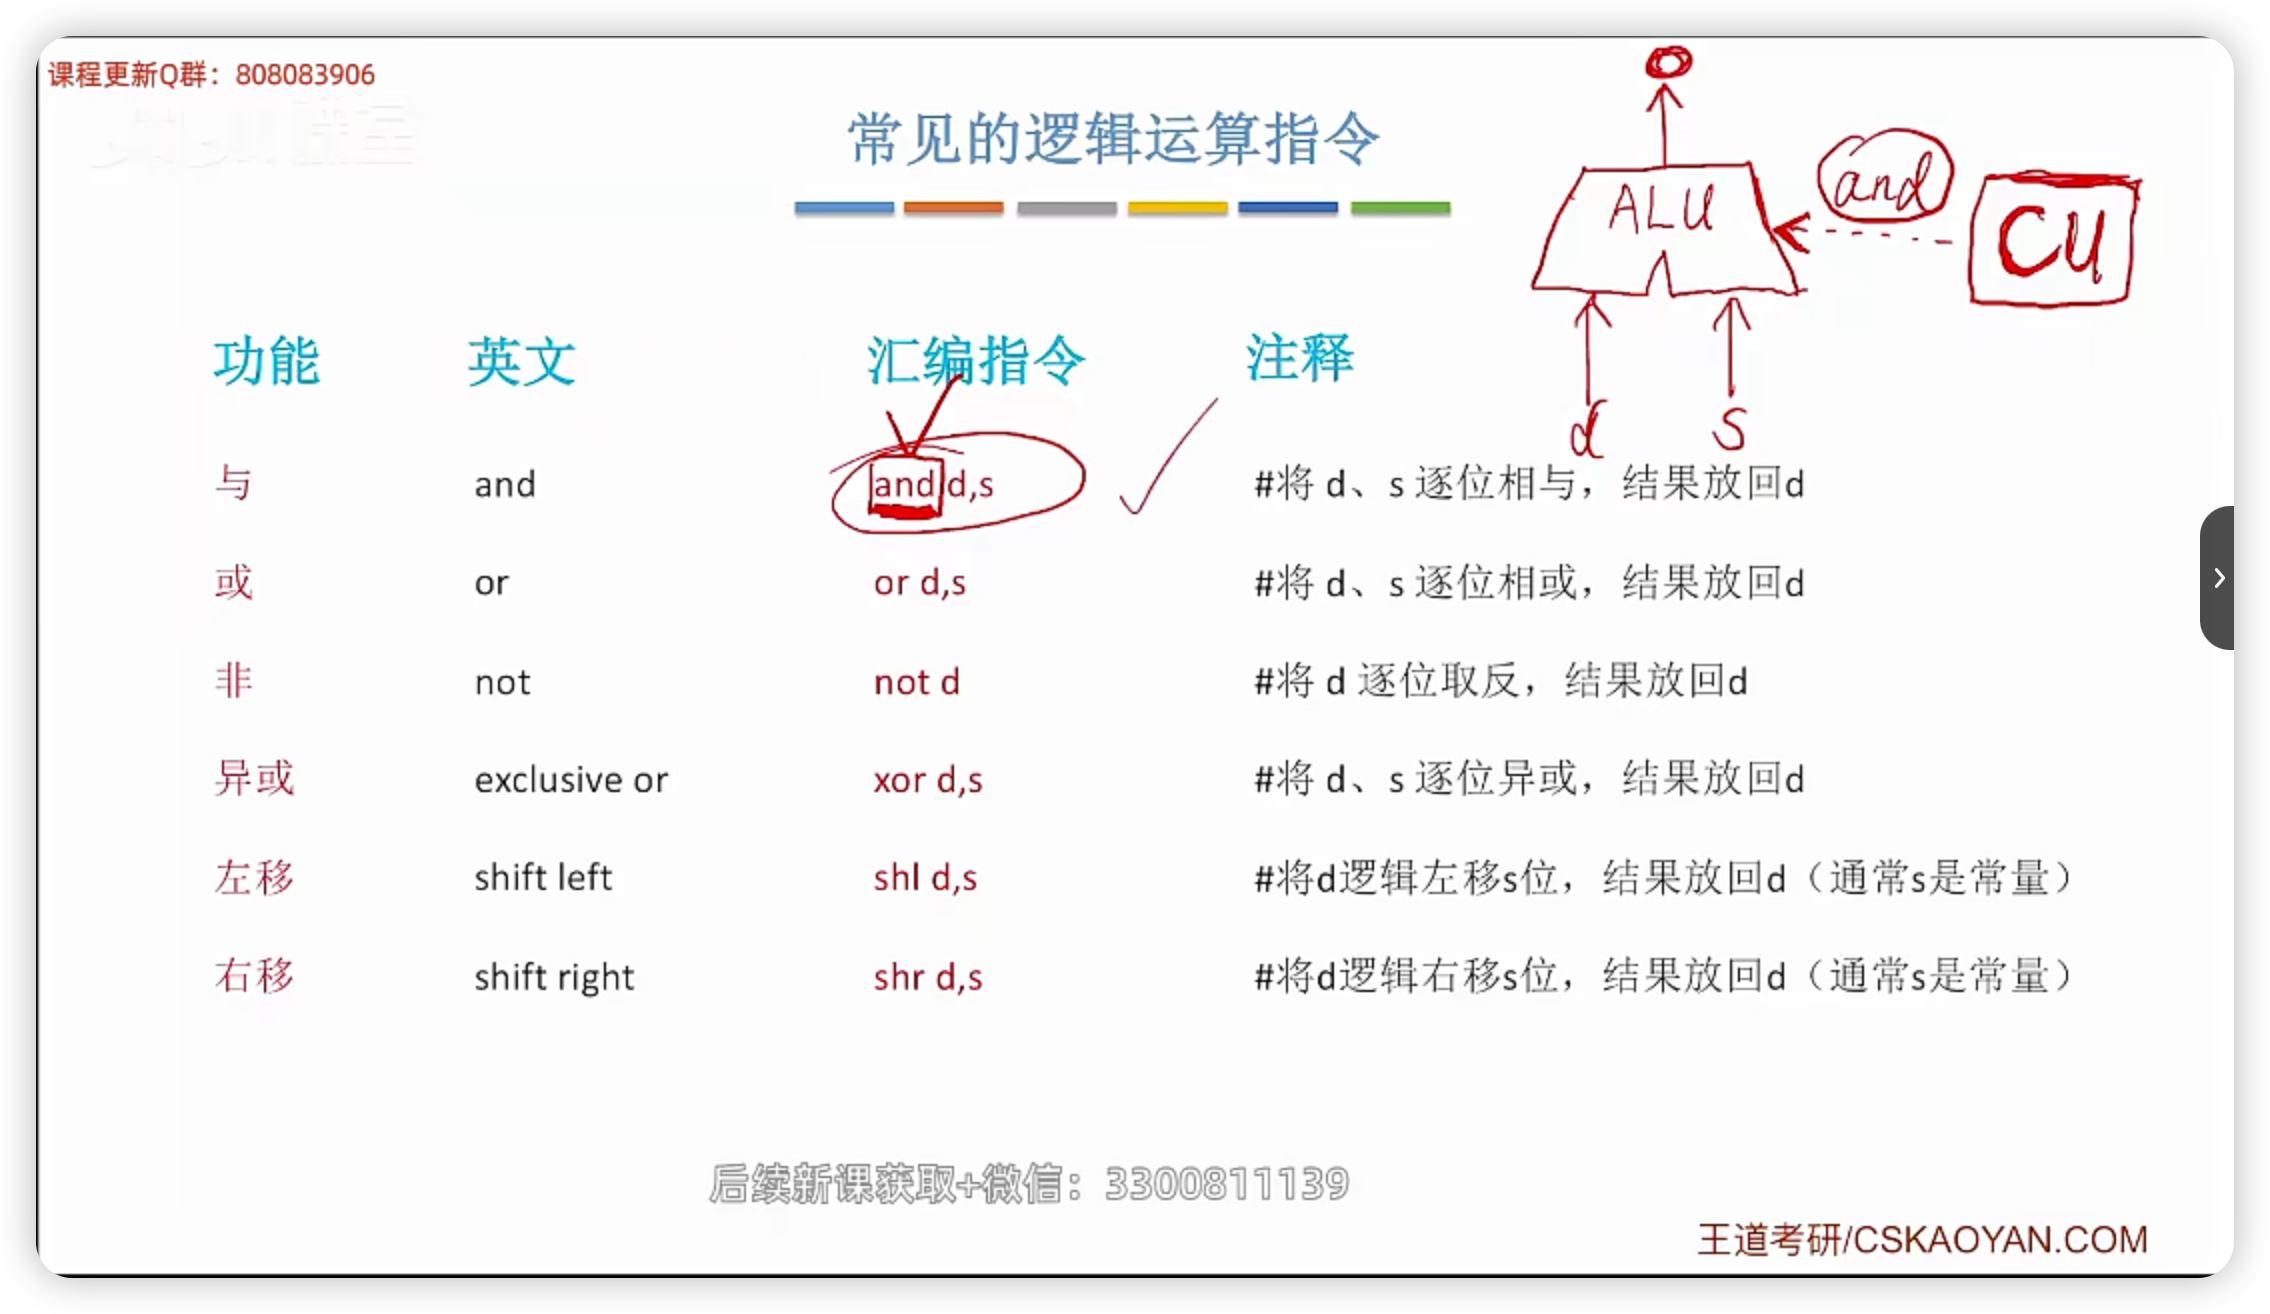 课程更新Q群：808083906
常见的逻辑运算指令
ALU
and
CU
d
s
功能 英文 汇编指令 注释
与 and and d,s #将 d、s 逐位相与，结果放回d
或 or or d,s #将 d、s 逐位相或，结果放回d
非 not not d #将 d 逐位取反，结果放回d
异或 exclusive or xor d,s #将 d、s 逐位异或，结果放回d
左移 shift left shl d,s #将d逻辑左移s位，结果放回d（通常s是常量）
右移 shift right shr d,s #将d逻辑右移s位，结果放回d（通常s是常量）
后续新课获取+微信：3300811139
王道考研/CSKAOYAN.COM